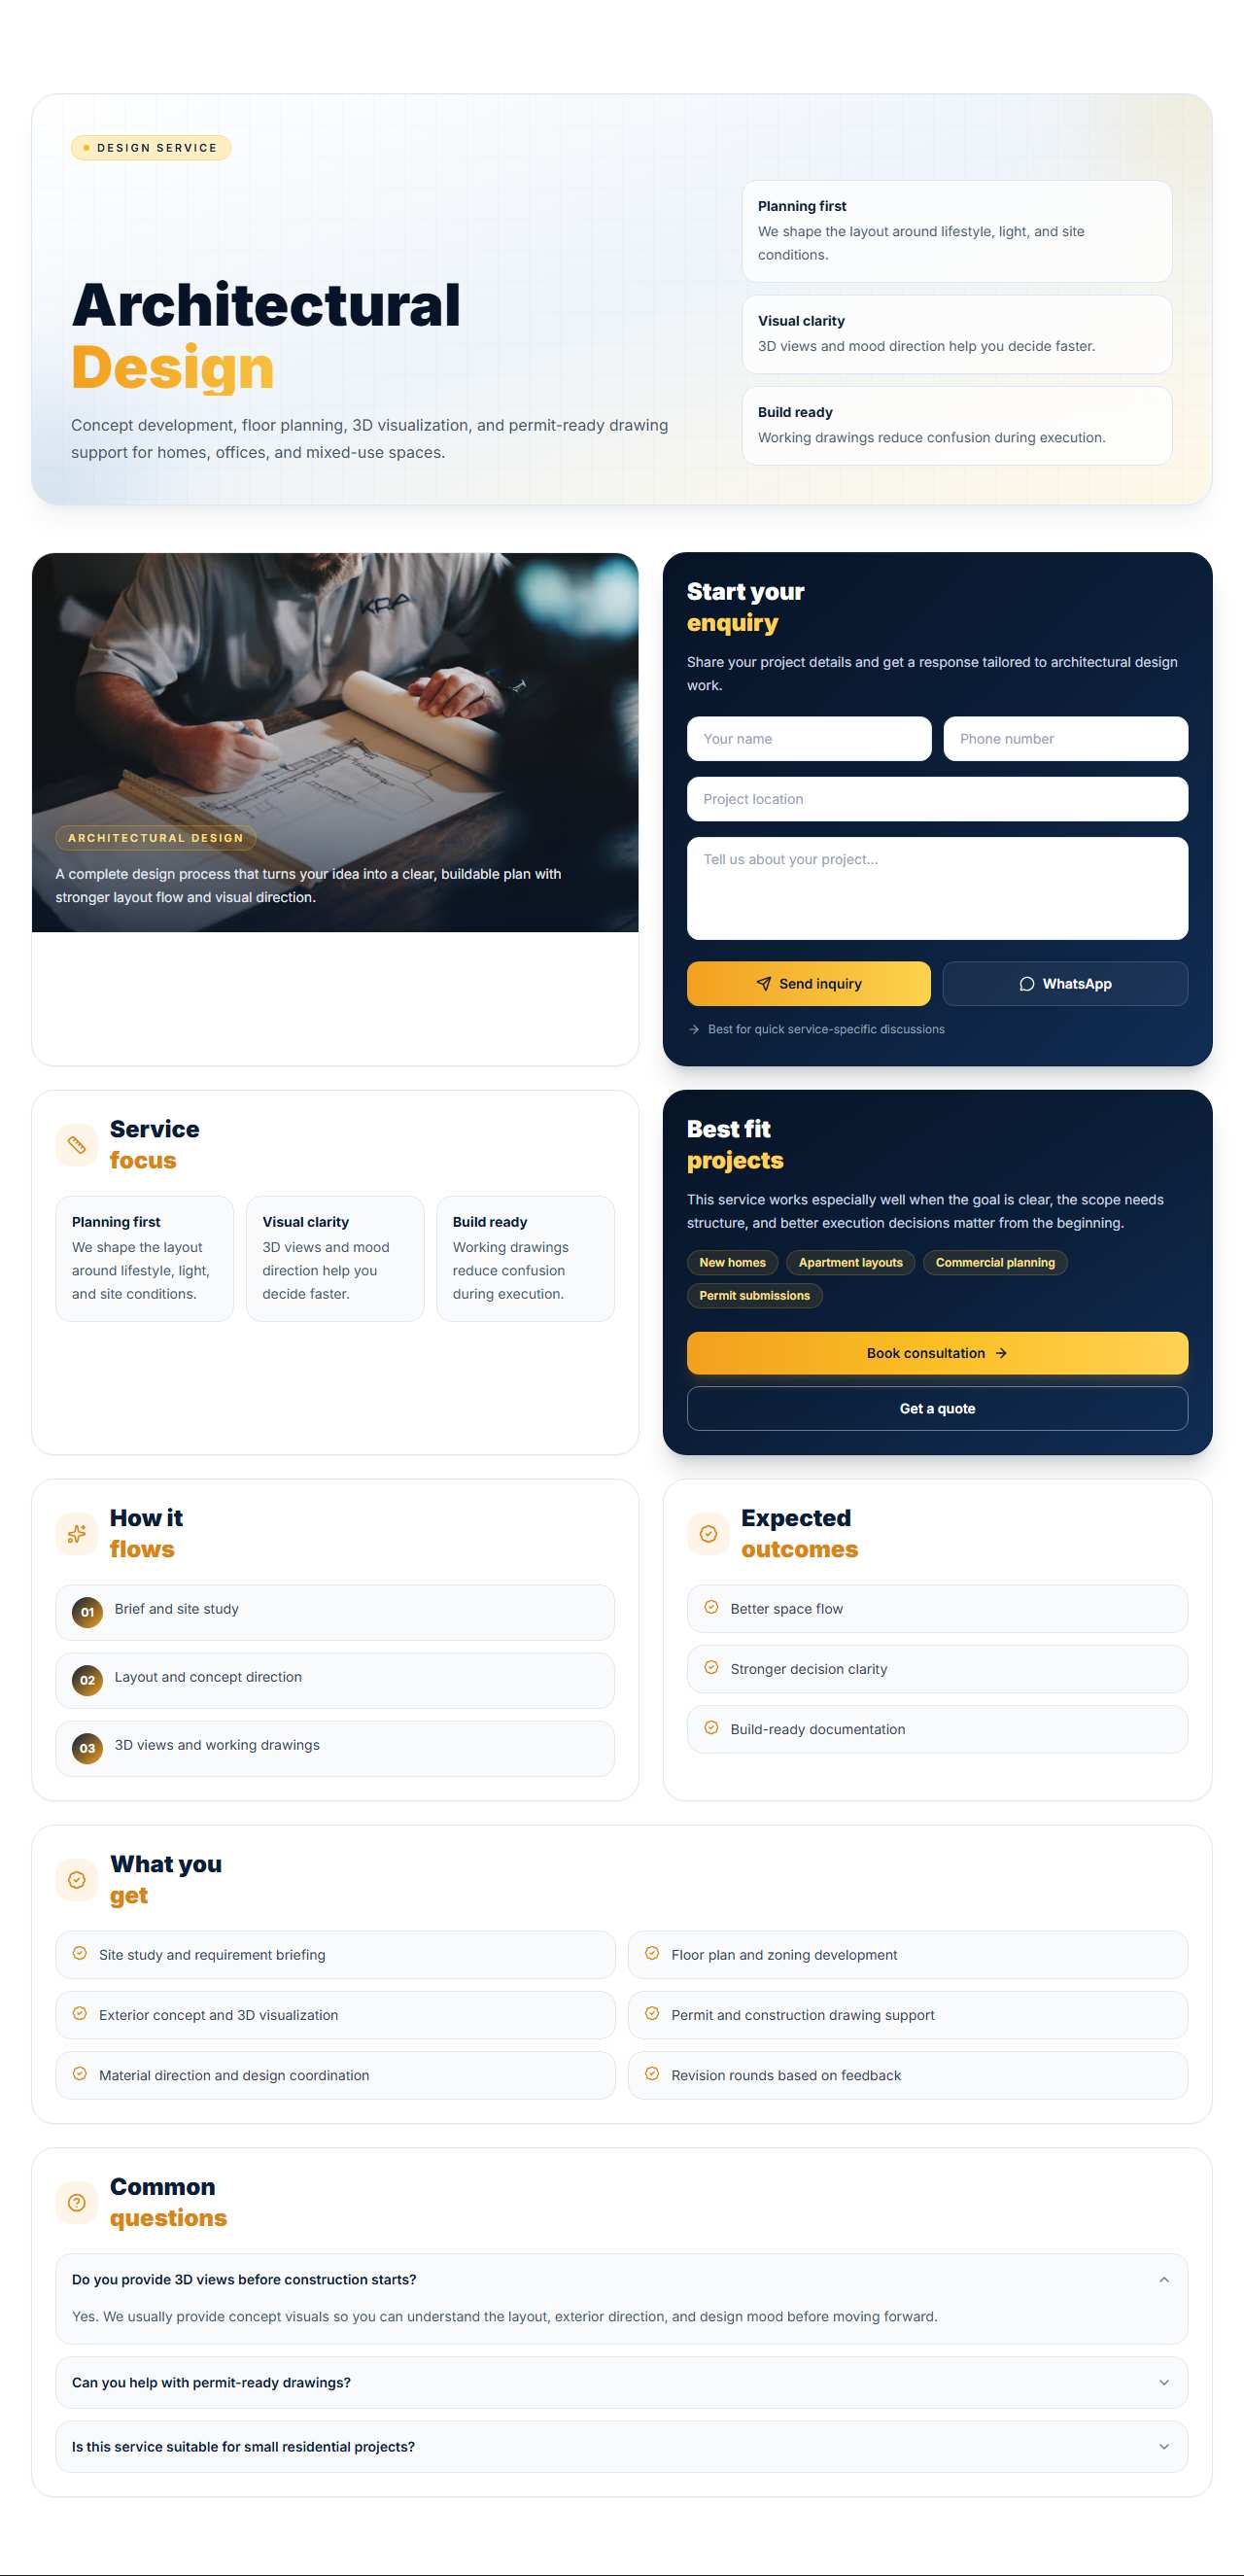 DESIGN SERVICE
Architectural
Design
Concept development, floor planning, 3D visualization, and permit-ready drawing
support for homes, offices, and mixed-use spaces.
Planning first
We shape the layout around lifestyle, light, and site
conditions.
Visual clarity
3D views and mood direction help you decide faster.
Build ready
Working drawings reduce confusion during execution.
KRA
ARCHITECTURAL DESIGN
A complete design process that turns your idea into a clear, buildable plan with
stronger layout flow and visual direction.
Start your
enquiry
Share your project details and get a response tailored to architectural design
work.
Your name
Phone number
Project location
Tell us about your project...
Send inquiry
WhatsApp
Best for quick service-specific discussions
Service
focus
Planning first
We shape the layout
around lifestyle, light,
and site conditions.
Visual clarity
3D views and mood
direction help you
decide faster.
Build ready
Working drawings
reduce confusion
during execution.
Best fit
projects
This service works especially well when the goal is clear, the scope needs
structure, and better execution decisions matter from the beginning.
New homes
Apartment layouts
Commercial planning
Permit submissions
Book consultation
Get a quote
How it
flows
01 Brief and site study
02 Layout and concept direction
03 3D views and working drawings
Expected
outcomes
Better space flow
Stronger decision clarity
Build-ready documentation
What you
get
Site study and requirement briefing
Floor plan and zoning development
Exterior concept and 3D visualization
Permit and construction drawing support
Material direction and design coordination
Revision rounds based on feedback
Common
questions
Do you provide 3D views before construction starts?
Yes. We usually provide concept visuals so you can understand the layout, exterior direction, and design mood before moving forward.
Can you help with permit-ready drawings?
Is this service suitable for small residential projects?